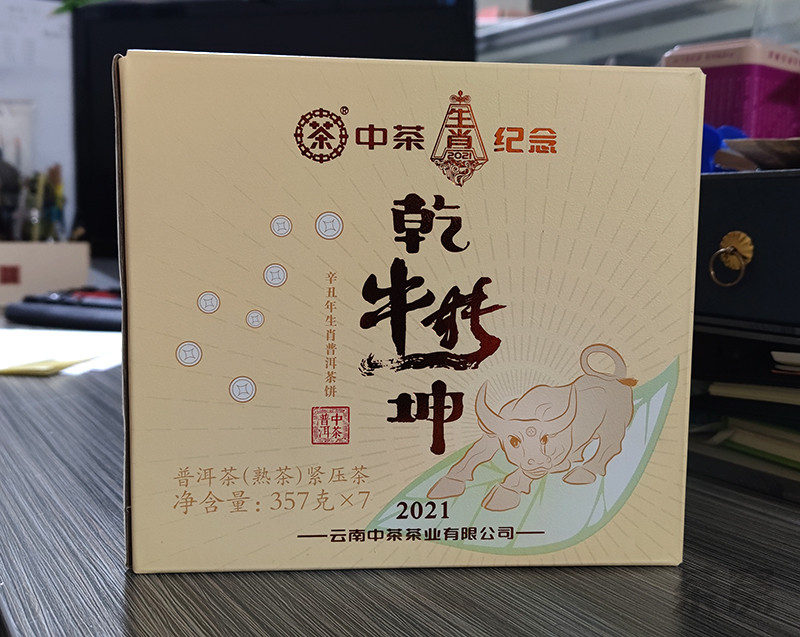 茶® 中茶 生肖 2021 纪念
乾
牛转
坤
辛丑年生肖普洱茶饼
中茶普洱
普洱茶(熟茶)紧压茶
净含量：357克×7
2021
云南中茶茶业有限公司